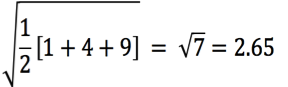 √(1/2 [1 + 4 + 9]) = √7 = 2.65